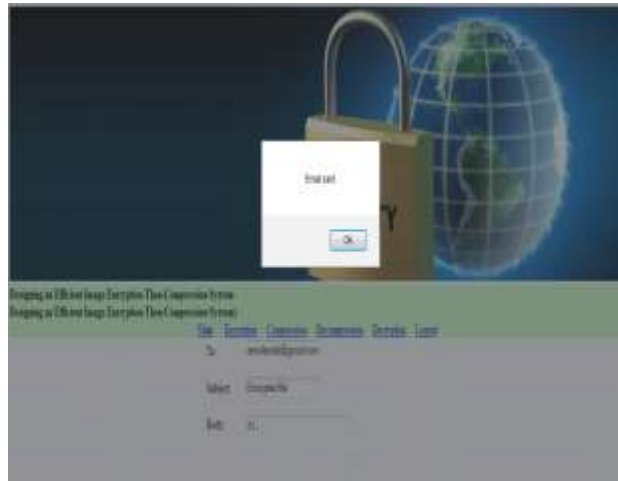 Email sent
OK
TY
Designing an Efficient Image Encryption Then Compression System
Designing an Efficient Image Encryption Then Compression System
Encryption Compression Decompression Decryption Logout
To
Subject
Body